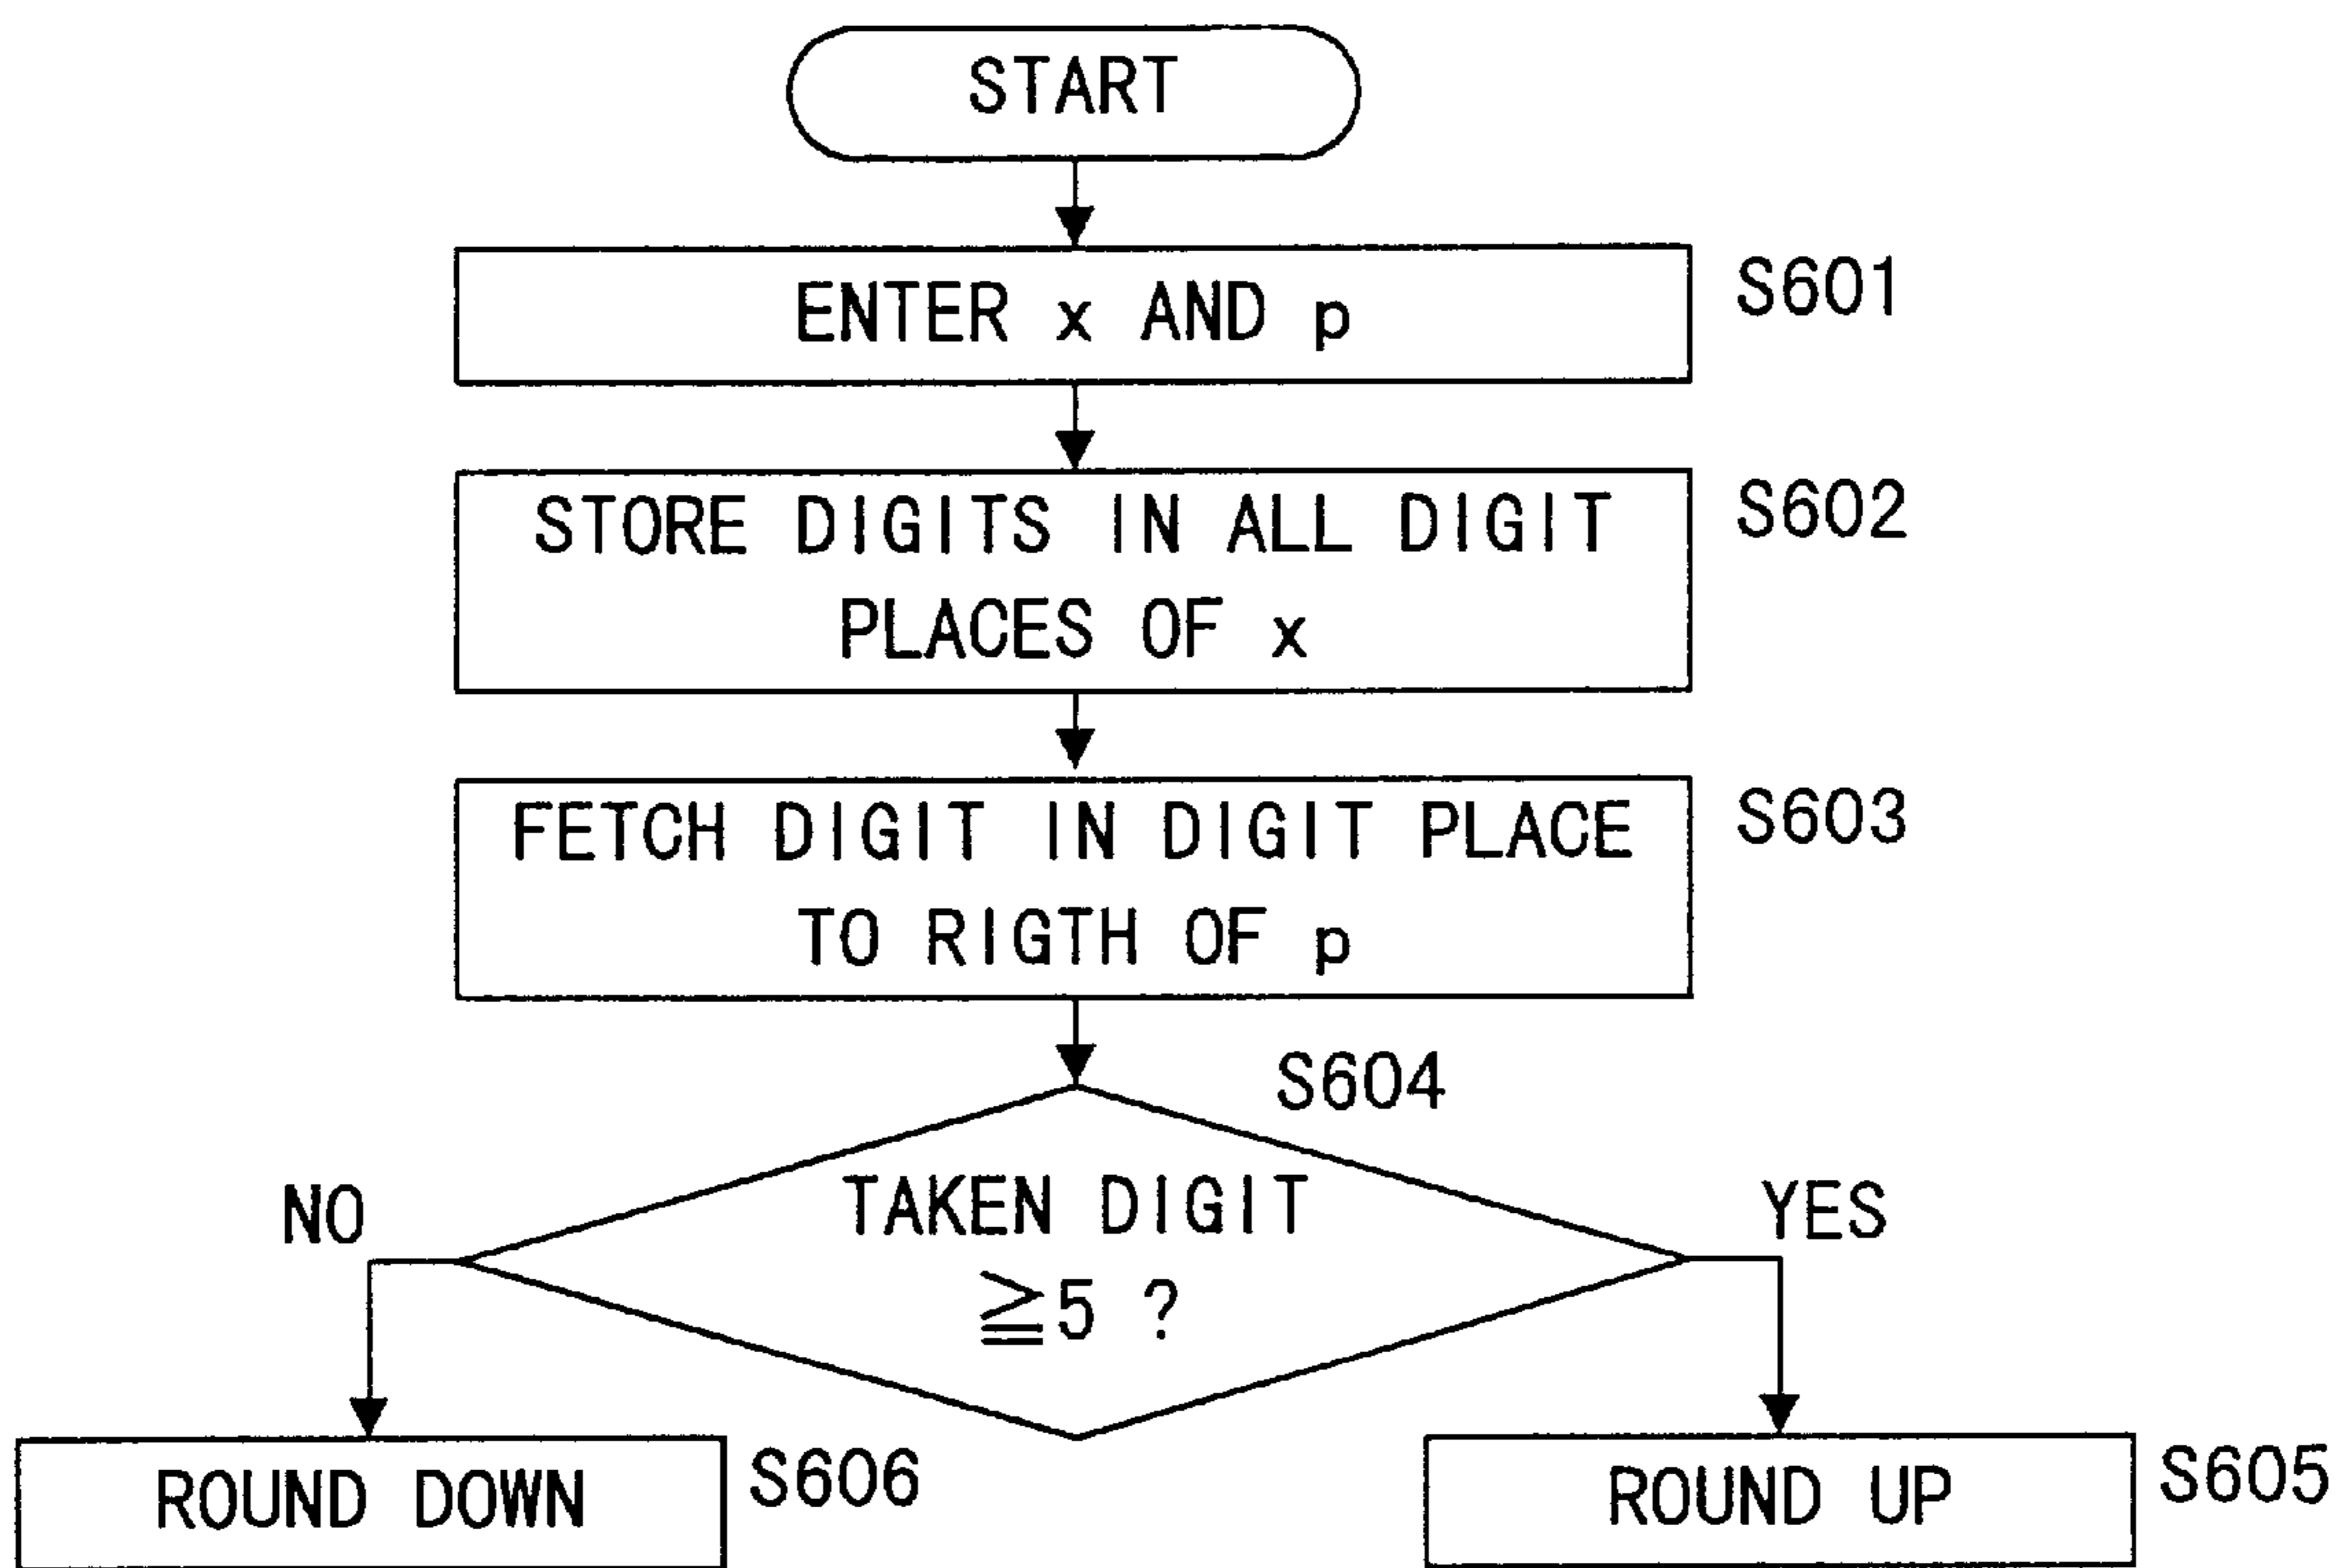 START
ENTER x AND p
S601
STORE DIGITS IN ALL DIGIT
PLACES OF x
S602
FETCH DIGIT IN DIGIT PLACE
TO RIGTH OF p
S603
S604
TAKEN DIGIT
≧5 ?
NO
YES
ROUND DOWN
S606
ROUND UP
S605